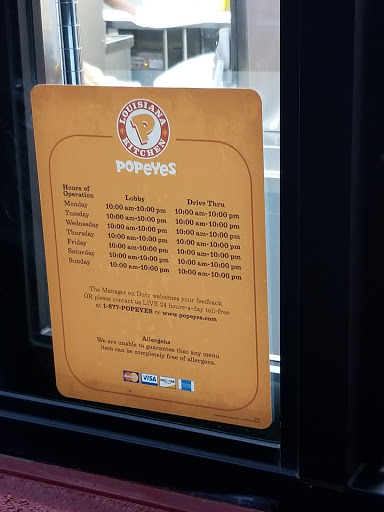 LOUISIANA
KITCHEN
POPEYES
Hours of
Operation Lobby Drive Thru
Monday 10:00 am-10:00 pm 10:00 am-10:00 pm
Tuesday 10:00 am-10:00 pm 10:00 am-10:00 pm
Wednesday 10:00 am-10:00 pm 10:00 am-10:00 pm
Thursday 10:00 am-10:00 pm 10:00 am-10:00 pm
Friday 10:00 am-10:00 pm 10:00 am-10:00 pm
Saturday 10:00 am-10:00 pm 10:00 am-10:00 pm
Sunday 10:00 am-10:00 pm 10:00 am-10:00 pm
The Manager on Duty welcomes your feedback
OR please contact us LIVE 24 hours-a-day toll-free
at 1-877-POPEYES or www.popeyes.com
Allergens
We are unable to guarantee that any menu
item can be completely free of allergens.
MasterCard VISA